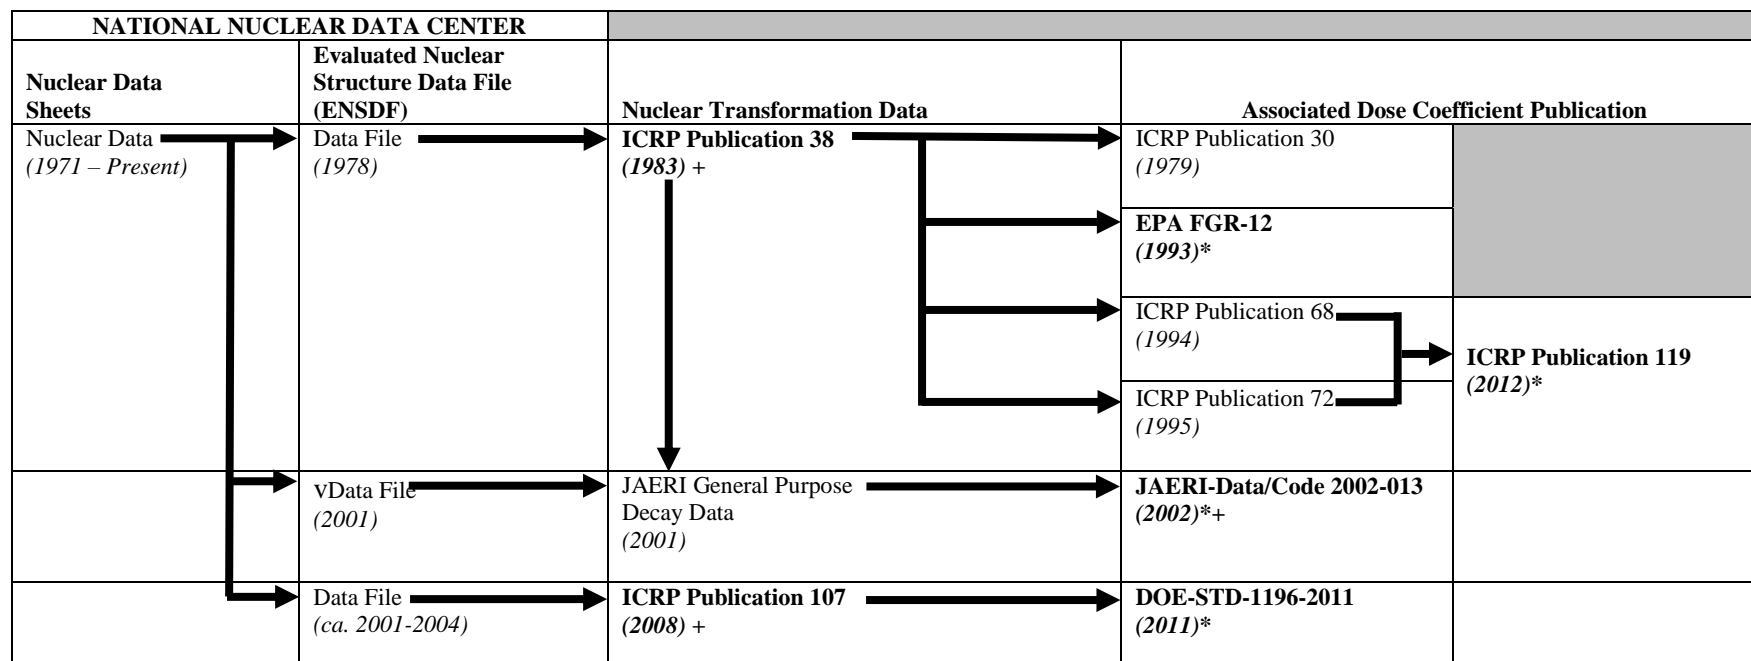 NATIONAL NUCLEAR DATA CENTER
Nuclear Data
Sheets
Evaluated Nuclear
Structure Data File
(ENSDF)
Nuclear Transformation Data
Associated Dose Coefficient Publication
Nuclear Data
(1971 – Present)
Data File
(1978)
ICRP Publication 38
(1983) +
ICRP Publication 30
(1979)
EPA FGR-12
(1993)*
ICRP Publication 68
(1994)
ICRP Publication 119
(2012)*
ICRP Publication 72
(1995)
vData File
(2001)
JAERI General Purpose
Decay Data
(2001)
JAERI-Data/Code 2002-013
(2002)*+
Data File
(ca. 2001-2004)
ICRP Publication 107
(2008) +
DOE-STD-1196-2011
(2011)*